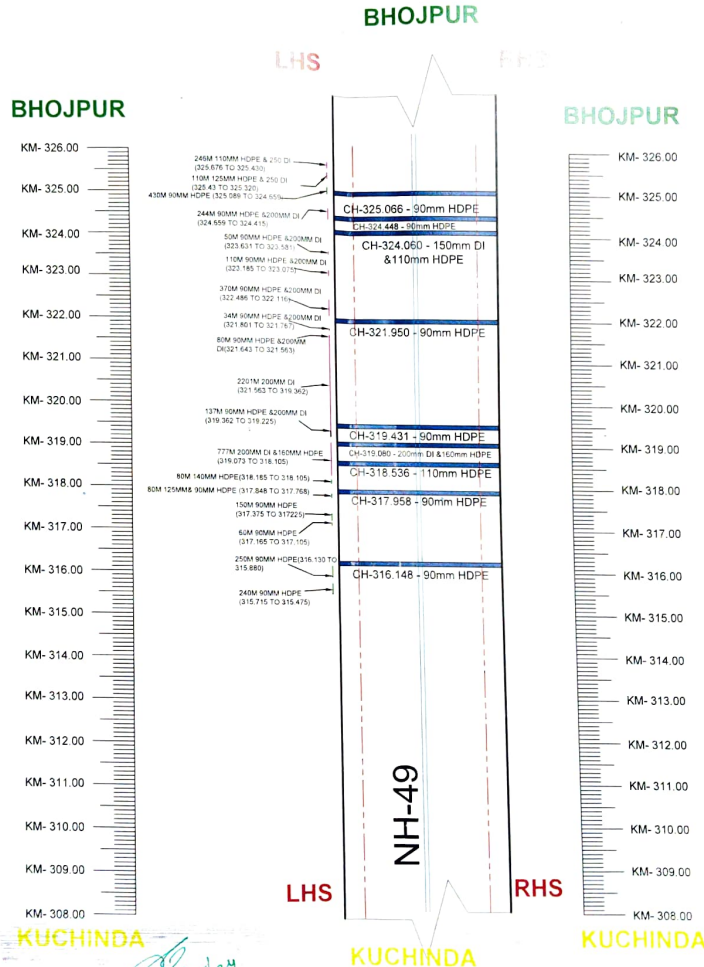 BHOJPUR
LHS
RHS
BHOJPUR
BHOJPUR
KM- 326.00
KM- 325.00
KM- 324.00
KM- 323.00
KM- 322.00
KM- 321.00
KM- 320.00
KM- 319.00
KM- 318.00
KM- 317.00
KM- 316.00
KM- 315.00
KM- 314.00
KM- 313.00
KM- 312.00
KM- 311.00
KM- 310.00
KM- 309.00
KM- 308.00
KUCHINDA
246M 110MM HDPE & 250 DI
(325.676 TO 325.430)
110M 125MM HDPE & 250 DI
(325.43 TO 325.320)
430M 90MM HDPE (325.089 TO 324.659)
244M 90MM HDPE &200MM DI
(324.659 TO 324.415)
50M 90MM HDPE &200MM DI
(323.631 TO 323.581)
110M 90MM HDPE &200MM DI
(323.185 TO 323.075)
370M 90MM HDPE &200MM DI
(322.486 TO 322.116)
34M 90MM HDPE &200MM DI
(321.801 TO 321.767)
80M 90MM HDPE &200MM
DI(321.643 TO 321.563)
2201M 200MM DI
(321.563 TO 319.362)
137M 90MM HDPE &200MM DI
(319.362 TO 319.225)
777M 200MM DI &160MM HDPE
(319.073 TO 318.105)
80M 140MM HDPE(318.185 TO 318.105)
80M 125MM& 90MM HDPE (317.848 TO 317.768)
150M 90MM HDPE
(317.375 TO 317225)
60M 90MM HDPE
(317.165 TO 317.105)
250M 90MM HDPE(316.130 TO
315.880)
240M 90MM HDPE
(315.715 TO 315.475)
CH-325.066 - 90mm HDPE
CH-324.448 - 90mm HDPE
CH-324.060 - 150mm DI
&110mm HDPE
CH-321.950 - 90mm HDPE
CH-319.431 - 90mm HDPE
CH-319.080 - 200mm DI &160mm HDPE
CH-318.536 - 110mm HDPE
CH-317.958 - 90mm HDPE
CH-316.148 - 90mm HDPE
NH-49
LHS
RHS
KUCHINDA
KM- 326.00
KM- 325.00
KM- 324.00
KM- 323.00
KM- 322.00
KM- 321.00
KM- 320.00
KM- 319.00
KM- 318.00
KM- 317.00
KM- 316.00
KM- 315.00
KM- 314.00
KM- 313.00
KM- 312.00
KM- 311.00
KM- 310.00
KM- 309.00
KM- 308.00
KUCHINDA